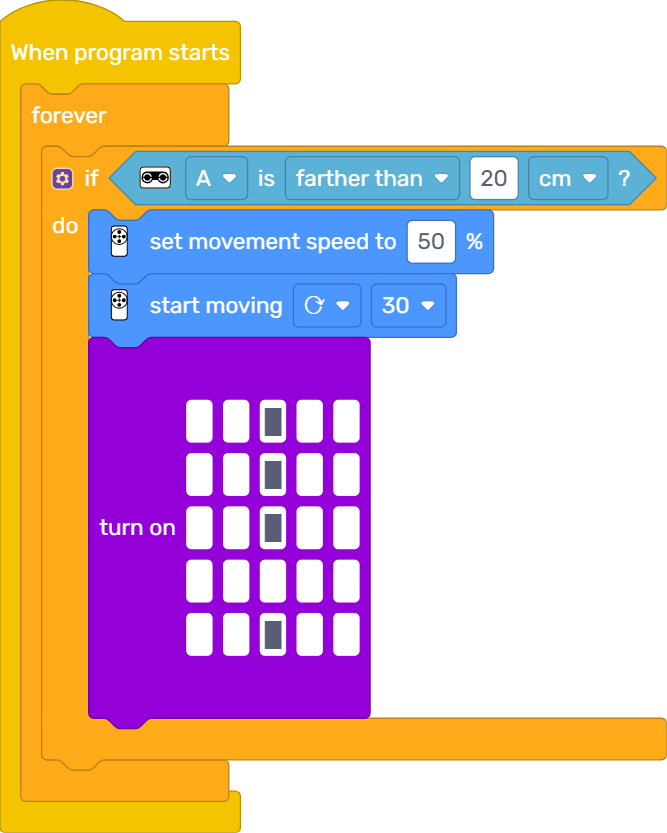 When program starts
forever
if A is farther than 20 cm ?
do
set movement speed to 50 %
start moving 30
turn on